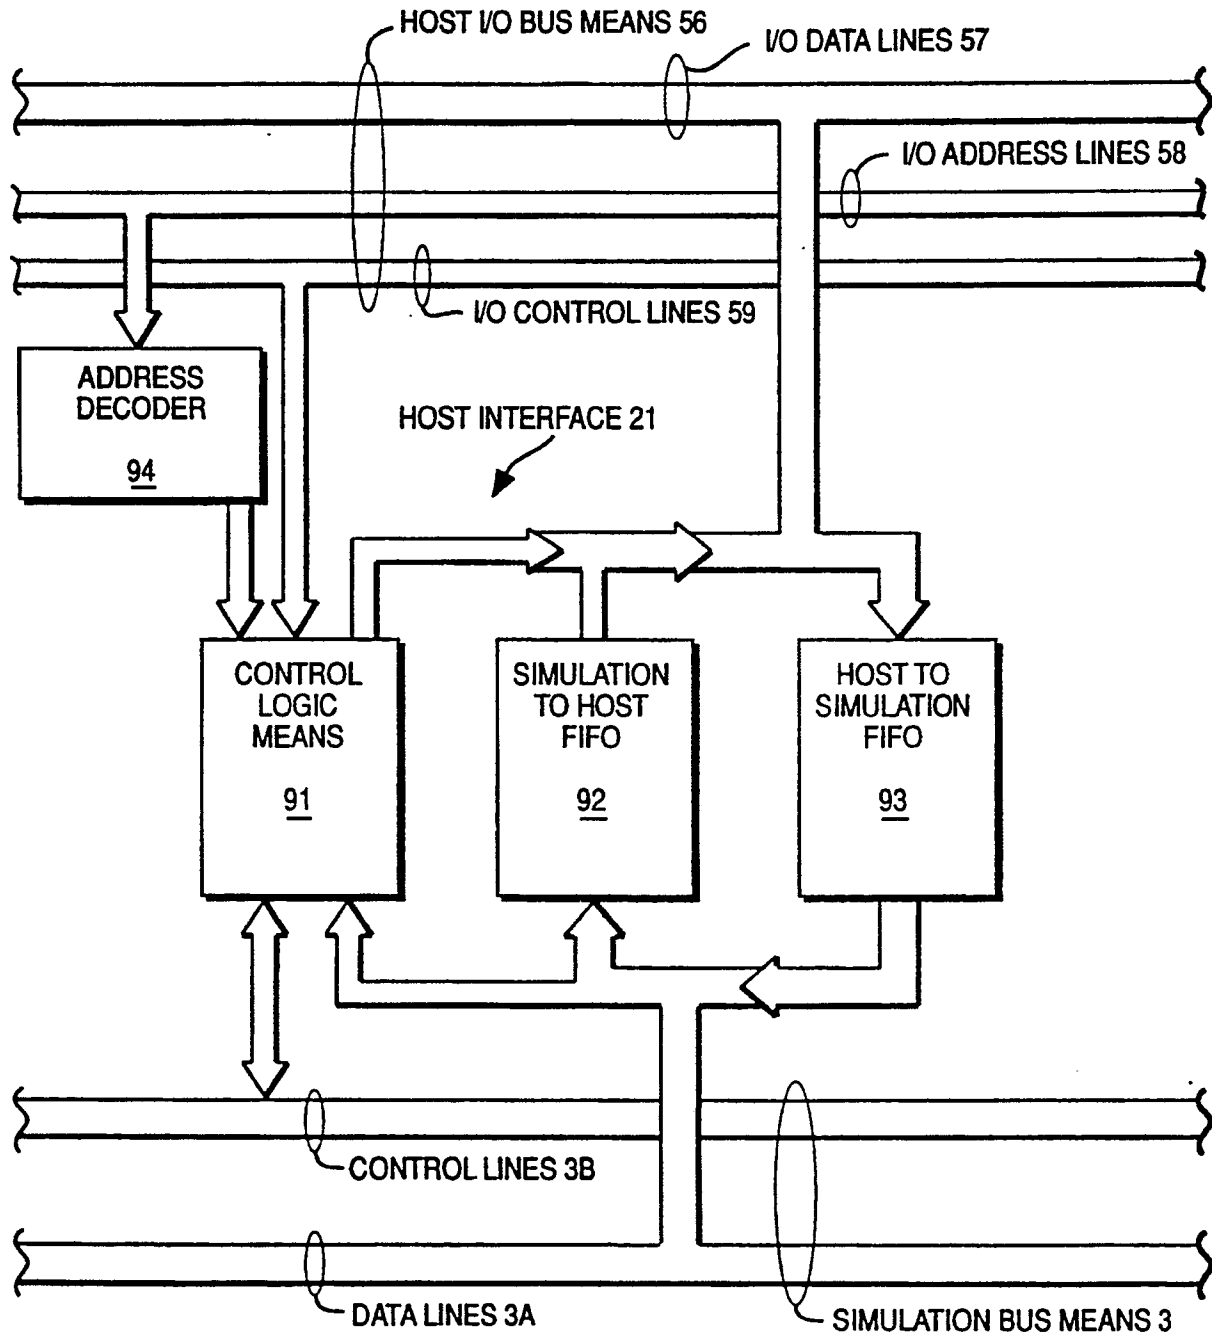 HOST I/O BUS MEANS 56
I/O DATA LINES 57
I/O ADDRESS LINES 58
I/O CONTROL LINES 59
ADDRESS
DECODER
94
HOST INTERFACE 21
CONTROL
LOGIC
MEANS
91
SIMULATION
TO HOST
FIFO
92
HOST TO
SIMULATION
FIFO
93
CONTROL LINES 3B
DATA LINES 3A
SIMULATION BUS MEANS 3